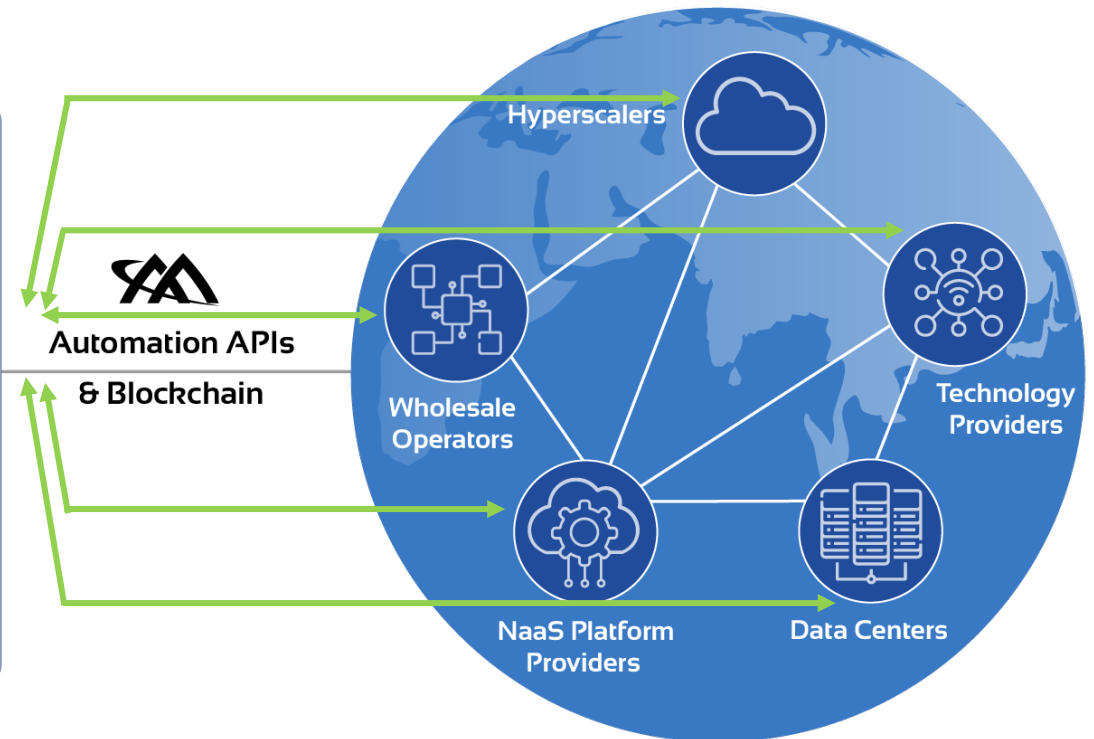 Hyperscalers
Automation APIs
& Blockchain
Wholesale
Operators
Technology
Providers
NaaS Platform
Providers
Data Centers